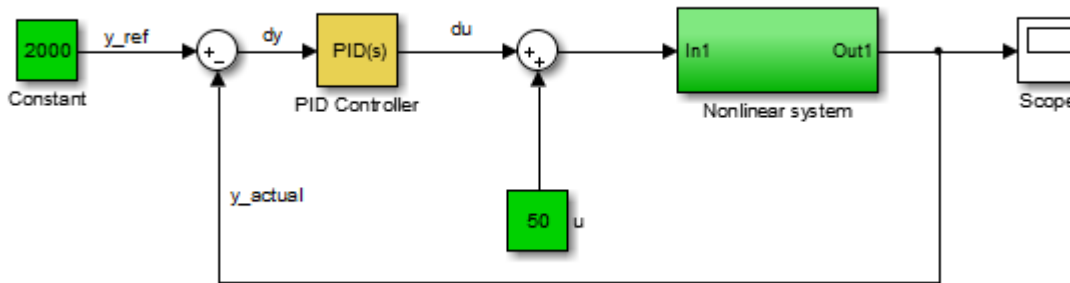 2000
y_ref
+
−
dy
PID(s)
du
+
+
In1
Out1
Constant
PID Controller
Nonlinear system
Scope
y_actual
50
u